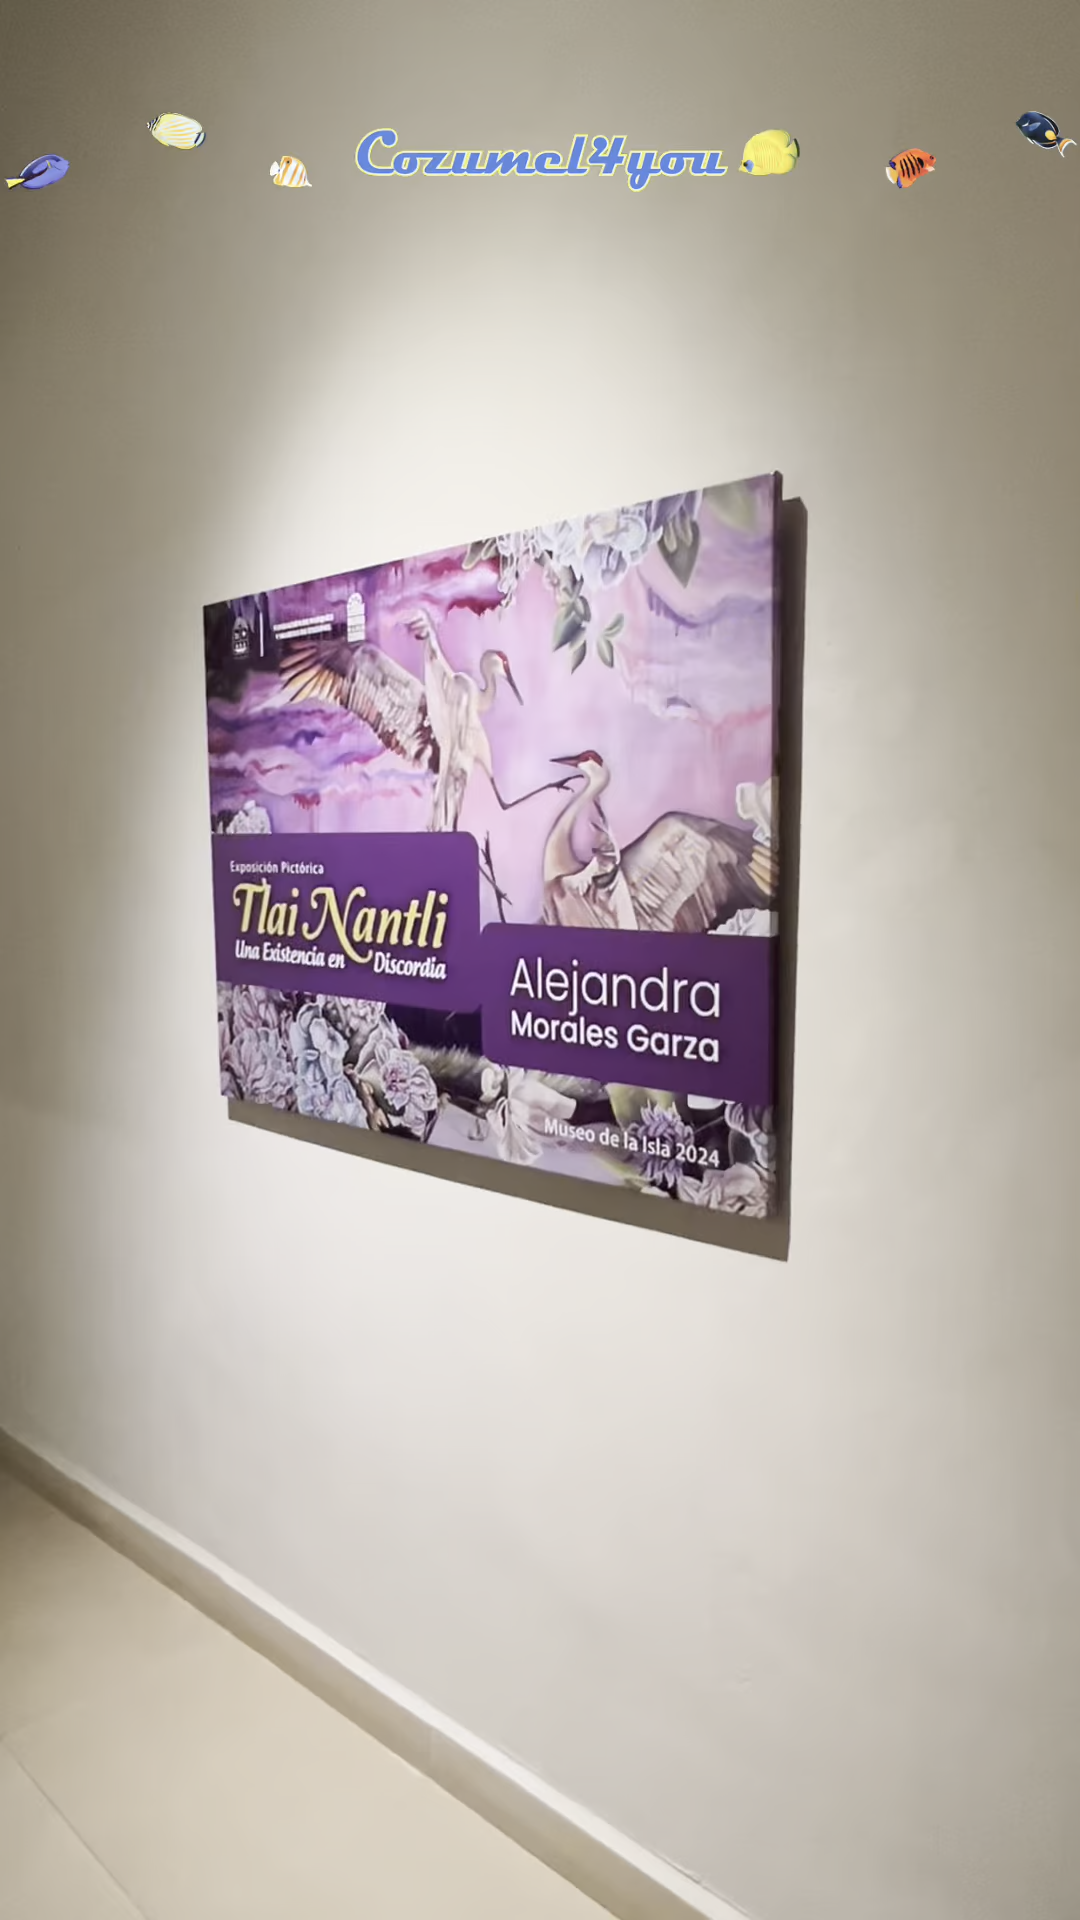 Cozumel4you
Exposición Pictórica
Tlai Nantli
Una Existencia en Discordia
Alejandra
Morales Garza
Museo de la Isla 2024